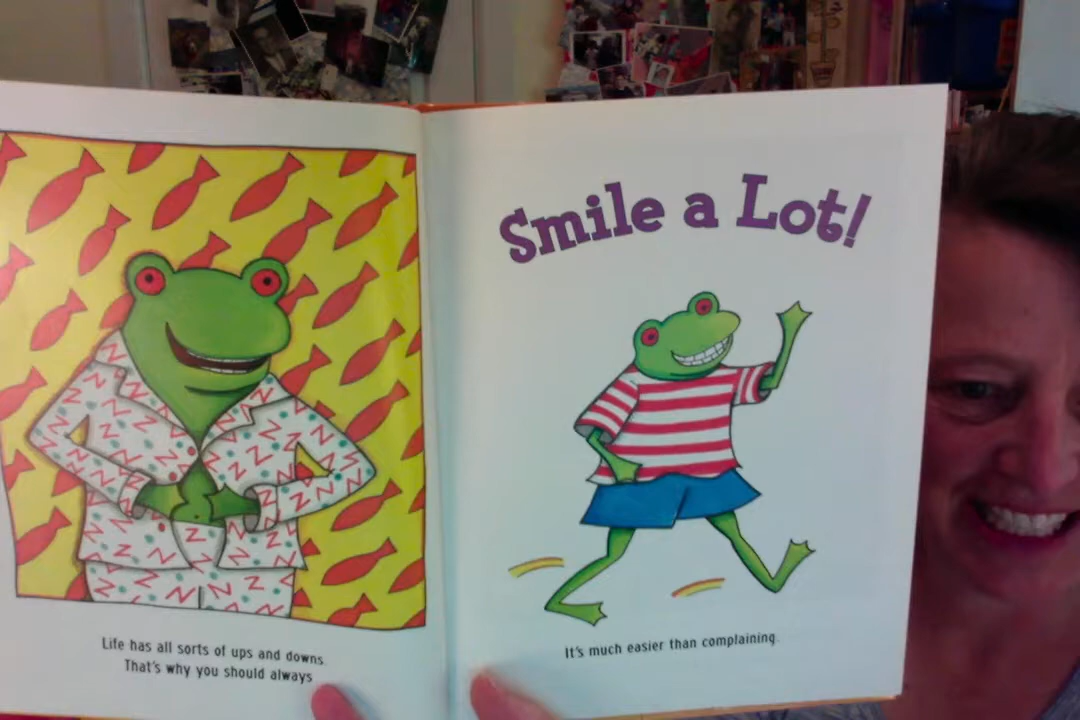 Life has all sorts of ups and downs.
That's why you should always
Smile a Lot!
It's much easier than complaining.